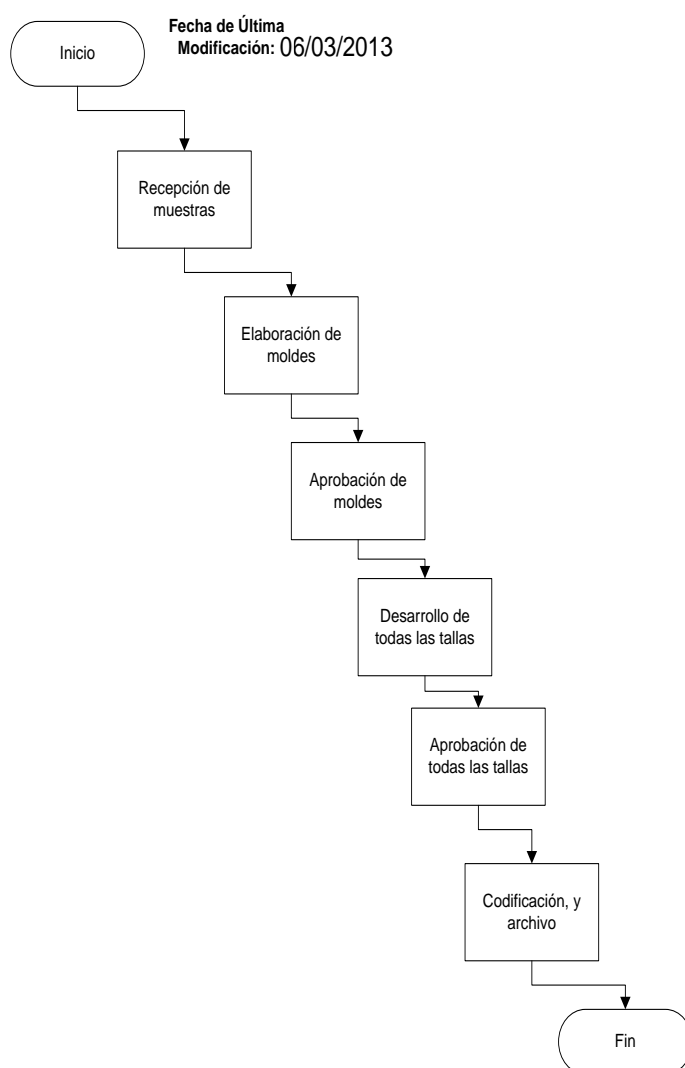 Fecha de Última
Modificación: 06/03/2013
Inicio
Recepción de
muestras
Elaboración de
moldes
Aprobación de
moldes
Desarrollo de
todas las tallas
Aprobación de
todas las tallas
Codificación, y
archivo
Fin